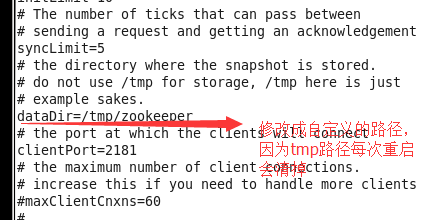 # The number of ticks that can pass between
# sending a request and getting an acknowledgement
syncLimit=5
# the directory where the snapshot is stored.
# do not use /tmp for storage, /tmp here is just
# example sakes.
dataDir=/tmp/zookeeper
修改成自定义的路径，
因为tmp路径每次重启
会清掉
# the port at which the clients will connect
clientPort=2181
# the maximum number of client connections.
# increase this if you need to handle more clients
#maxClientCnxns=60
#